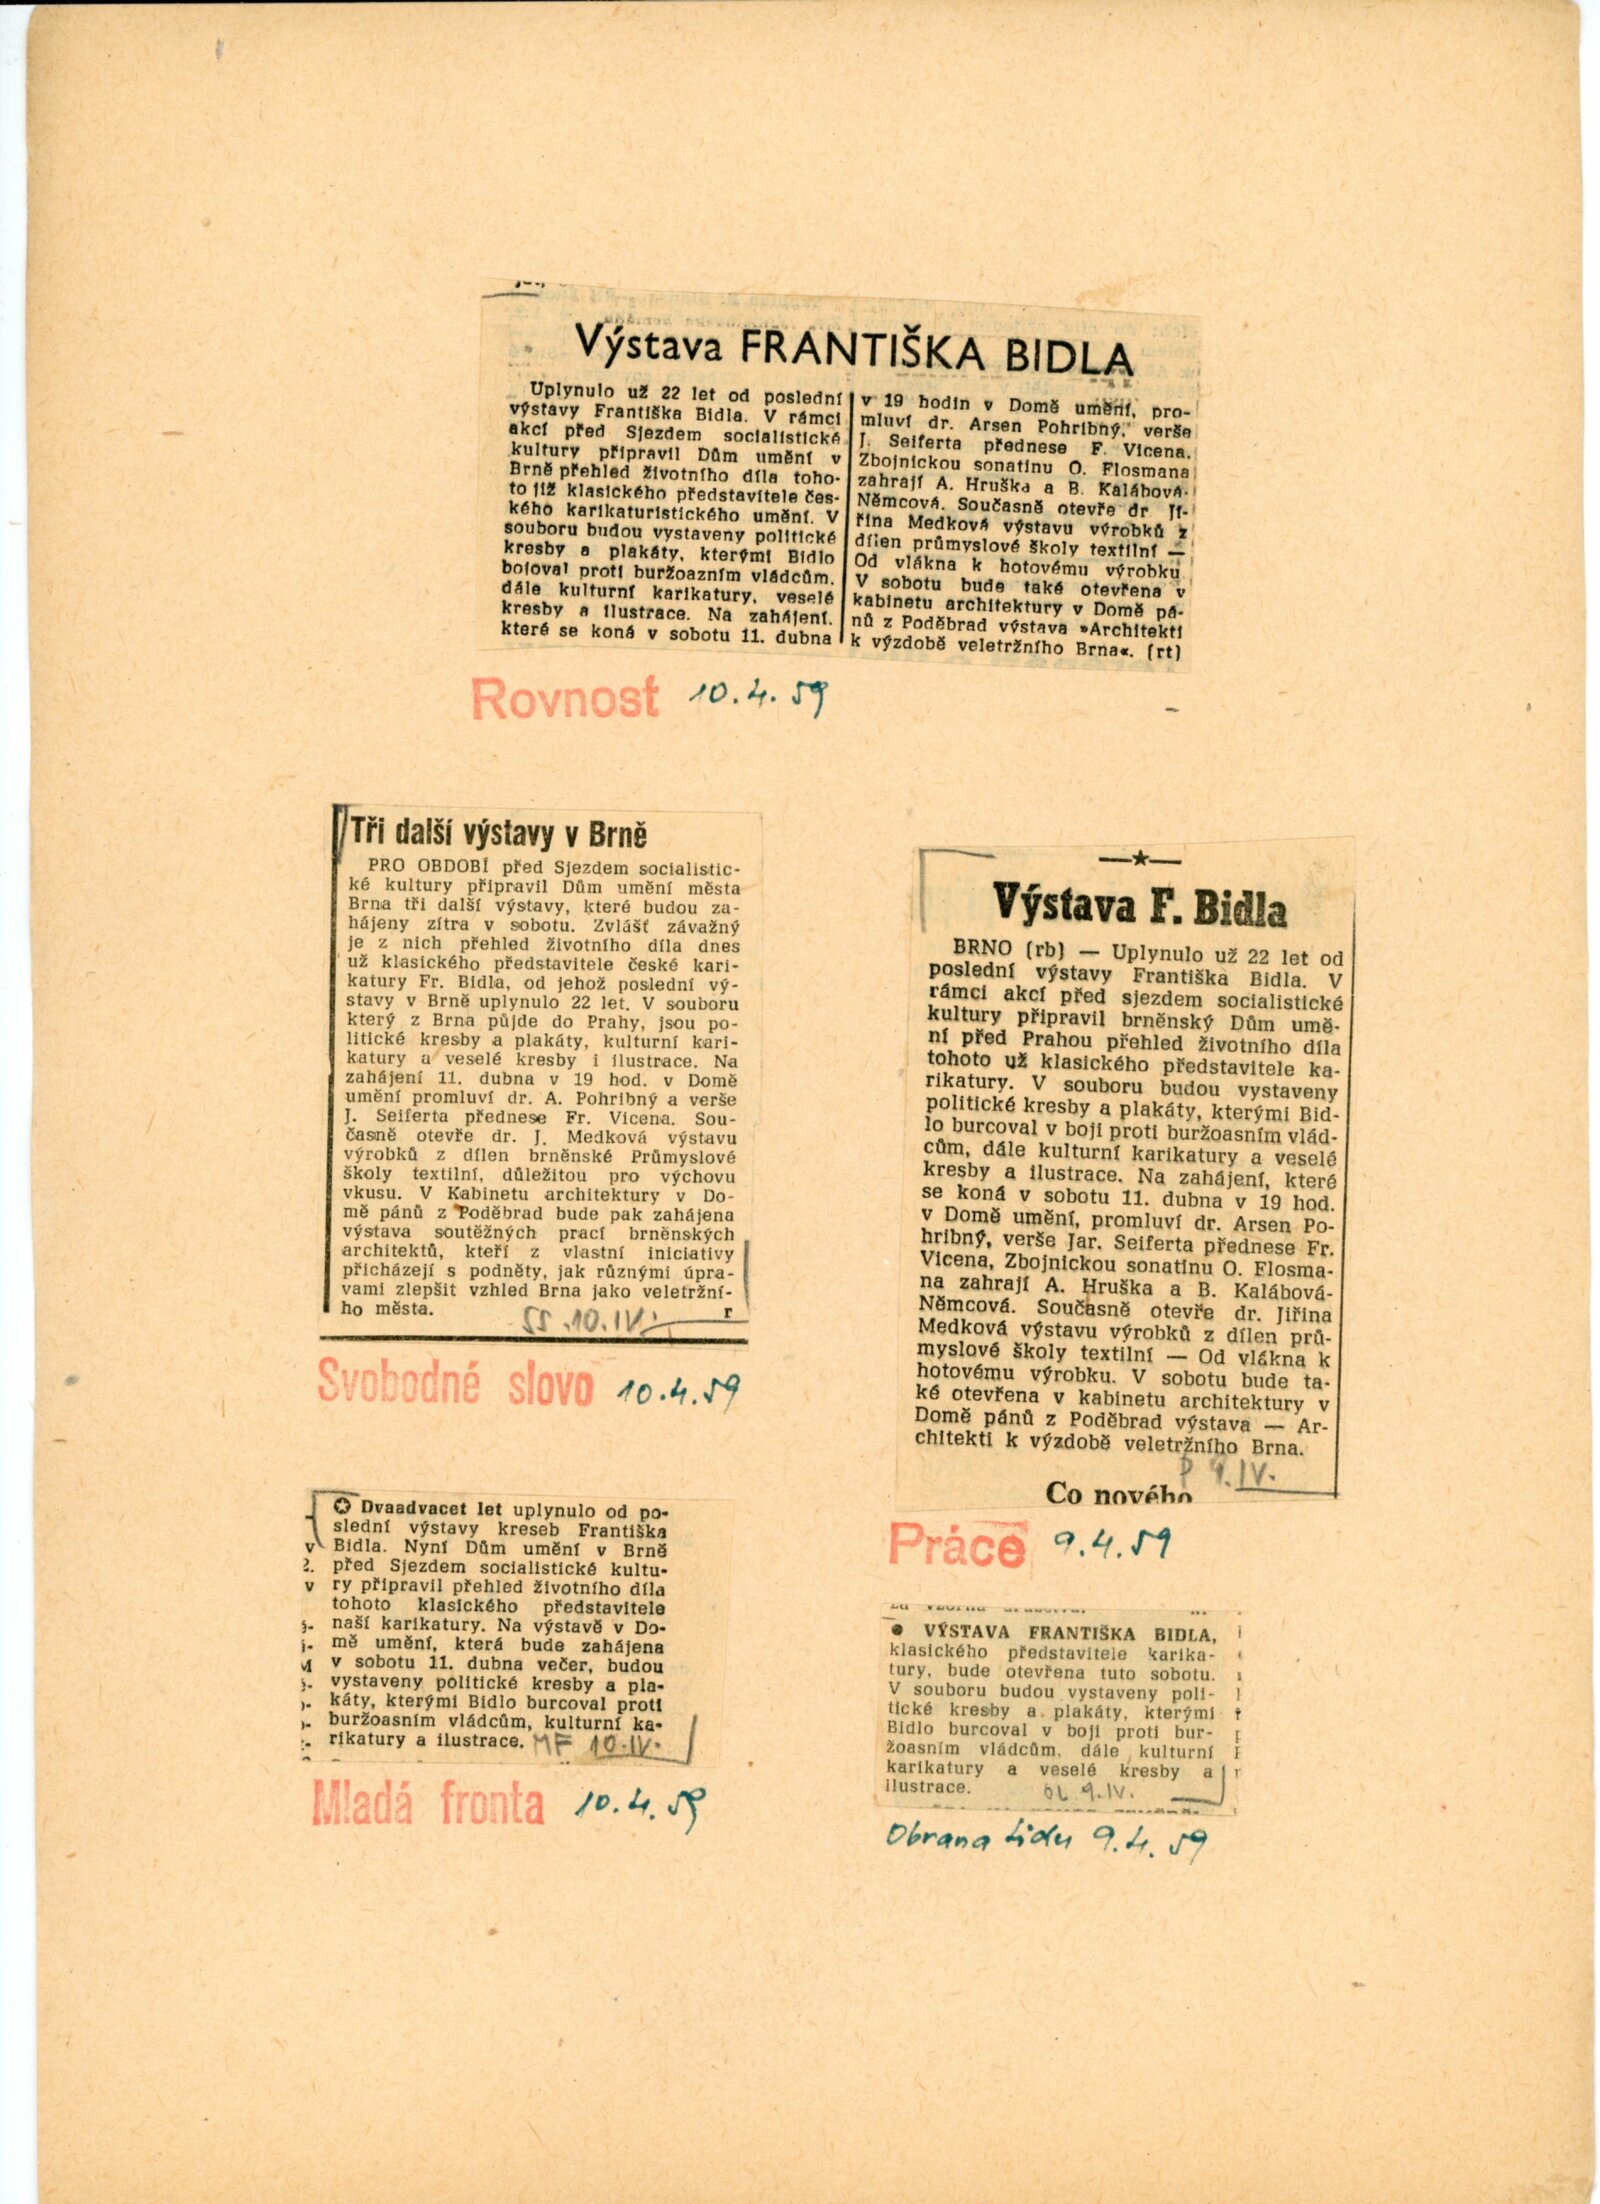 Výstava FRANTIŠKA BIDLA
Uplynulo už 22 let od poslední
výstavy Františka Bidla. V rámci
akcí před Sjezdem socialistické
kultury připravil Dům umění v
Brně přehled životního díla toho-
to již klasického představitele čes-
kého karikaturistického umění. V
souboru budou vystaveny politické
kresby a plakáty, kterými Bidlo
bojoval proti buržoazním vládcům.
dále kulturní karikatury, veselé
kresby a ilustrace. Na zahájení.
které se koná v sobotu 11. dubna
v 19 hodin v Domě umění, pro-
mluví dr. Arsen Pohribný, verše
J. Seiferta přednese F. Vicena.
Zbojnickou sonatinu O. Flosmana
zahrají A. Hruška a B. Kalábová-
Němcová. Současně otevře dr Ji-
řina Medková výstavu výrobků z
dílen průmyslové školy textilní —
Od vlákna k hotovému výrobku
V sobotu bude také otevřena v
kabinetu architektury v Domě pá-
nů z Poděbrad výstava »Architekti
k výzdobě veletržního Brna«. (rt)
Rovnost 10.4.59
Tři další výstavy v Brně
PRO OBDOBÍ před Sjezdem socialistic-
ké kultury připravil Dům umění města
Brna tři další výstavy, které budou za-
hájeny zítra v sobotu. Zvlášť závažný
je z nich přehled životního díla dnes
už klasického představitele české kari-
katury Fr. Bidla, od jehož poslední vý-
stavy v Brně uplynulo 22 let. V souboru
který z Brna půjde do Prahy, jsou po-
litické kresby a plakáty, kulturní kari-
katury a veselé kresby i ilustrace. Na
zahájení 11. dubna v 19 hod. v Domě
umění promluví dr. A. Pohribný a verše
J. Seiferta přednese Fr. Vicena. Sou-
časně otevře dr. J. Medková výstavu
výrobků z dílen brněnské Průmyslové
školy textilní, důležitou pro výchovu
vkusu. V Kabinetu architektury v Do-
mě pánů z Poděbrad bude pak zahájena
výstava soutěžných prací brněnských
architektů, kteří z vlastní iniciativy
přicházejí s podněty, jak různými úpra-
vami zlepšit vzhled Brna jako veletržní-
ho města. r
SS 10.IV.
Svobodné slovo 10.4.59
✪ Dvaadvacet let uplynulo od po-
slední výstavy kreseb Františka
Bidla. Nyní Dům umění v Brně
před Sjezdem socialistické kultu-
ry připravil přehled životního díla
tohoto klasického představitele
naší karikatury. Na výstavě v Do-
mě umění, která bude zahájena
v sobotu 11. dubna večer, budou
vystaveny politické kresby a pla-
káty, kterými Bidlo burcoval proti
buržoasním vládcům, kulturní ka-
rikatury a ilustrace. MF 10.IV.
Mladá fronta 10.4.59
—★—
Výstava F. Bidla
BRNO (rb) — Uplynulo už 22 let od
poslední výstavy Františka Bidla. V
rámci akcí před sjezdem socialistické
kultury připravil brněnský Dům umě-
ní před Prahou přehled životního díla
tohoto už klasického představitele ka-
rikatury. V souboru budou vystaveny
politické kresby a plakáty, kterými Bid-
lo burcoval v boji proti buržoasním vlád-
cům, dále kulturní karikatury a veselé
kresby a ilustrace. Na zahájení, které
se koná v sobotu 11. dubna v 19 hod.
v Domě umění, promluví dr. Arsen Po-
hribný, verše Jar. Seiferta přednese Fr.
Vicena, Zbojnickou sonatinu O. Flosma-
na zahrají A. Hruška a B. Kalábová-
Němcová. Současně otevře dr. Jiřina
Medková výstavu výrobků z dílen prů-
myslové školy textilní — Od vlákna k
hotovému výrobku. V sobotu bude ta-
ké otevřena v kabinetu architektury v
Domě pánů z Poděbrad výstava — Ar-
chitekti k výzdobě veletržního Brna.
P 9.IV.
Co nového
Práce 9.4.59
● VÝSTAVA FRANTIŠKA BIDLA,
klasického představitele karika-
tury, bude otevřena tuto sobotu.
V souboru budou vystaveny poli-
tické kresby a plakáty, kterými
Bidlo burcoval v boji proti bur-
žoasním vládcům, dále kulturní
karikatury a veselé kresby a
ilustrace. OL 9.IV.
Obrana lidu 9.4.59